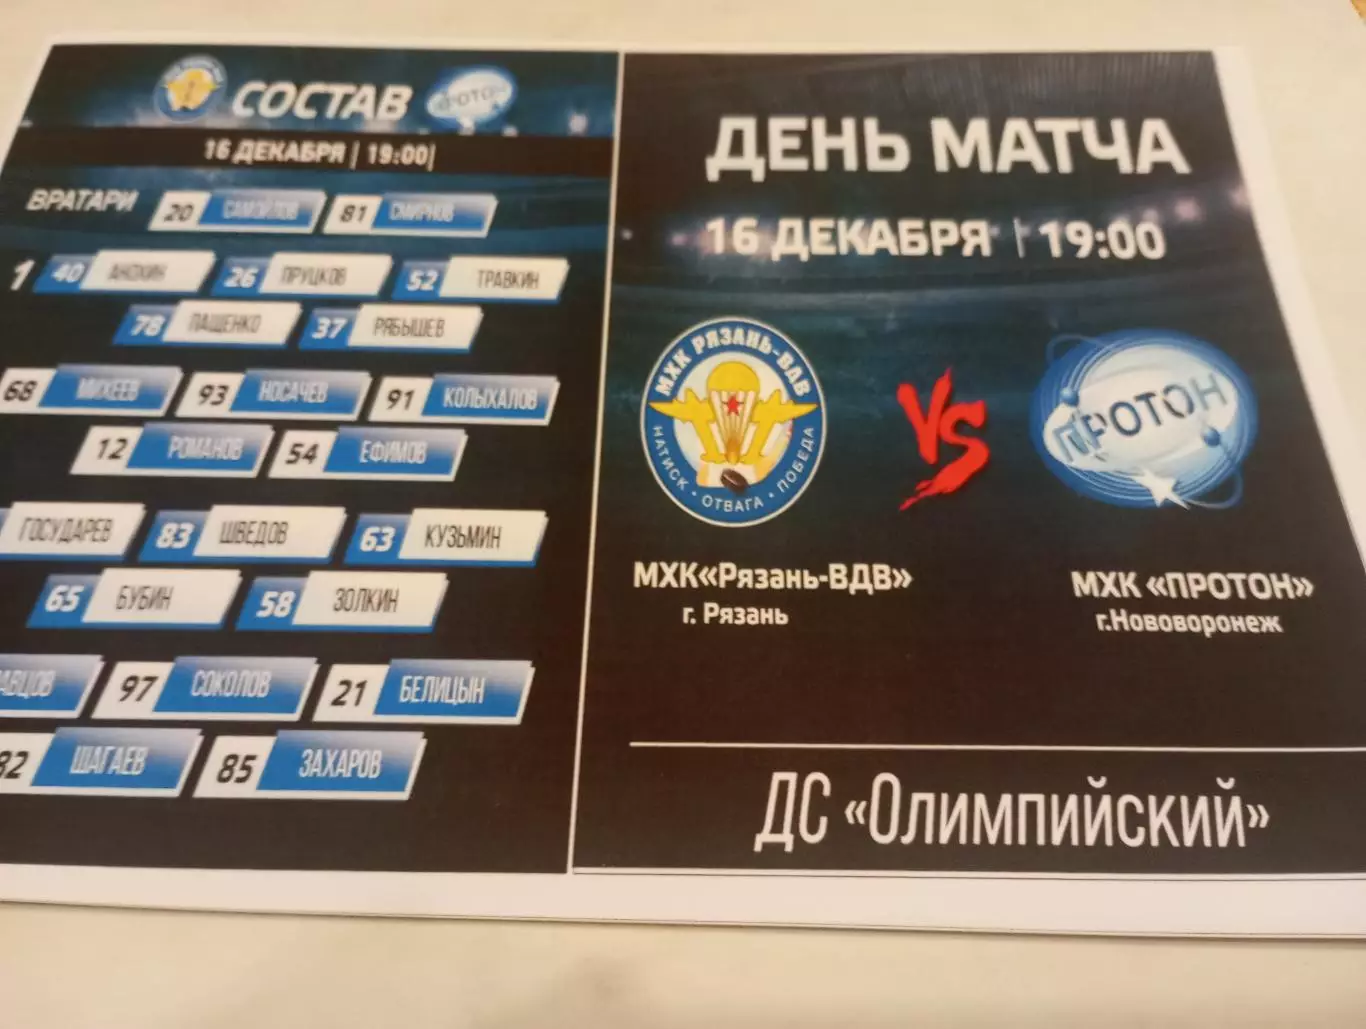 СОСТАВ
ПРОТОН
16 ДЕКАБРЯ | 19:00|
ВРАТАРИ 20 САМОЙЛОВ 81 СМИРНОВ
1 40 АНОХИН 26 ПРУЦКОВ 52 ТРАВКИН
78 ПАЩЕНКО 37 РЯБЫШЕВ
68 МИХЕЕВ 93 НОСАЧЕВ 91 КОЛЫХАЛОВ
12 РОМАНОВ 54 ЕФИМОВ
ГОСУДАРЕВ 83 ШВЕДОВ 63 КУЗЬМИН
65 БУБИН 58 ЗОЛКИН
АВЦОВ 97 СОКОЛОВ 21 БЕЛИЦЫН
82 ШАГАЕВ 85 ЗАХАРОВ
ДЕНЬ МАТЧА
16 ДЕКАБРЯ | 19:00
МХК РЯЗАНЬ-ВДВ
НАТИСК • ОТВАГА • ПОБЕДА
VS
ПРОТОН
МХК«Рязань-ВДВ»
г. Рязань
МХК «ПРОТОН»
г.Нововоронеж
ДС «Олимпийский»